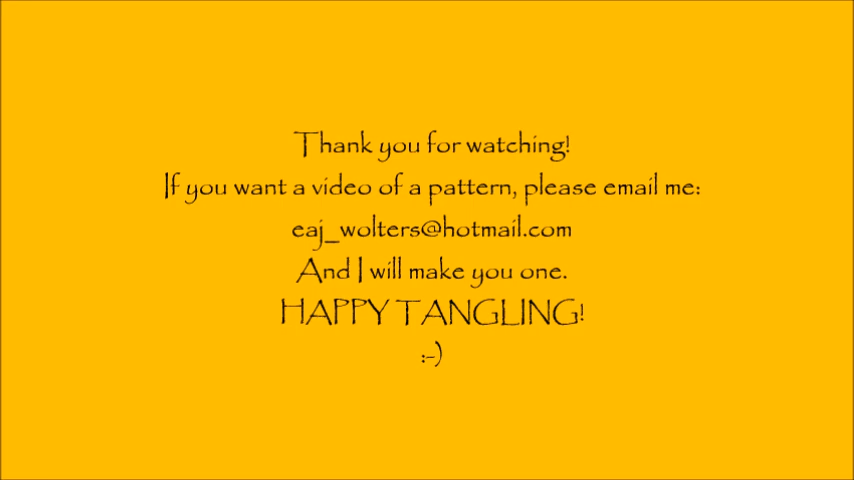 Thank you for watching!
If you want a video of a pattern, please email me:
eaj_wolters@hotmail.com
And I will make you one.
HAPPY TANGLING!
:-)